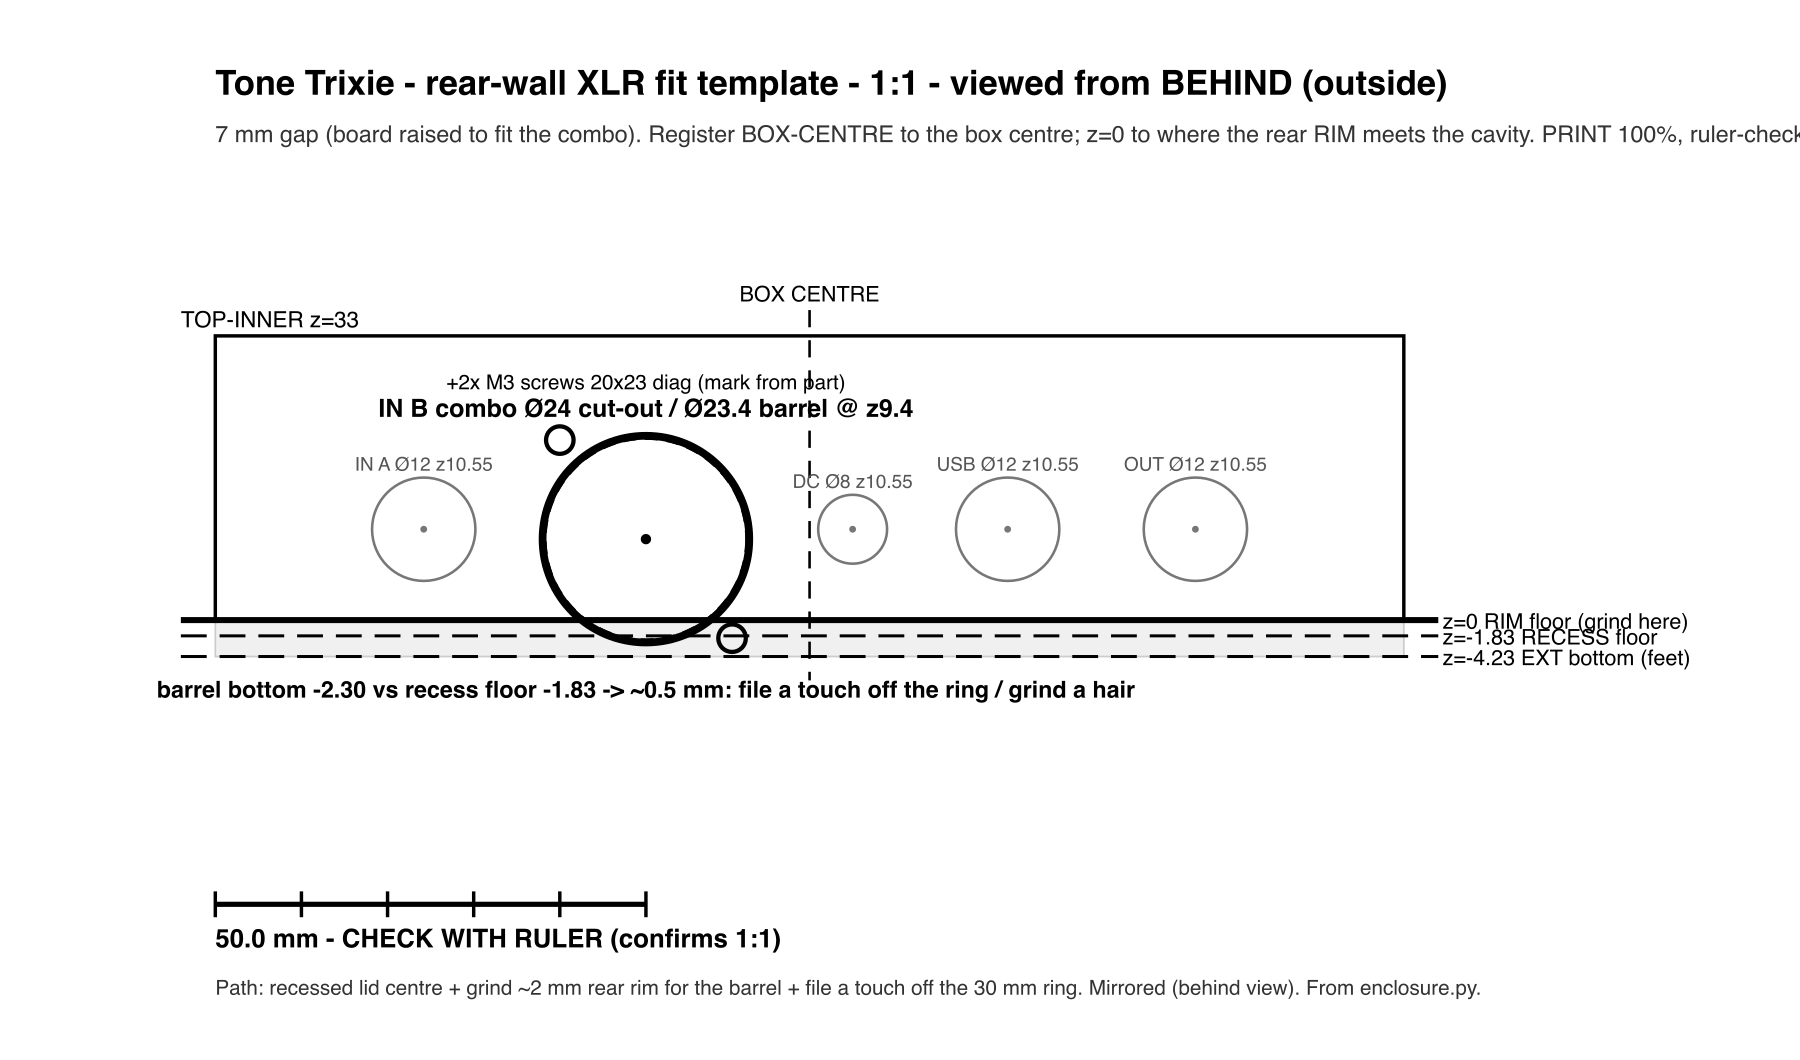 Tone Trixie - rear-wall XLR fit template - 1:1 - viewed from BEHIND (outside)
7 mm gap (board raised to fit the combo). Register BOX-CENTRE to the box centre; z=0 to where the rear RIM meets the cavity. PRINT 100%, ruler-check
BOX CENTRE
TOP-INNER z=33
+2x M3 screws 20x23 diag (mark from part)
IN B combo Ø24 cut-out / Ø23.4 barrel @ z9.4
IN A Ø12 z10.55
DC Ø8 z10.55
USB Ø12 z10.55
OUT Ø12 z10.55
z=0 RIM floor (grind here)
z=-1.83 RECESS floor
z=-4.23 EXT bottom (feet)
barrel bottom -2.30 vs recess floor -1.83 -> ~0.5 mm: file a touch off the ring / grind a hair
50.0 mm - CHECK WITH RULER (confirms 1:1)
Path: recessed lid centre + grind ~2 mm rear rim for the barrel + file a touch off the 30 mm ring. Mirrored (behind view). From enclosure.py.